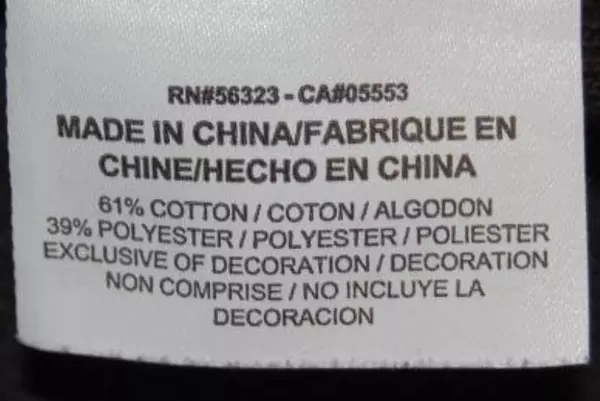 RN#56323 - CA#05553
MADE IN CHINA/FABRIQUE EN
CHINE/HECHO EN CHINA
61% COTTON / COTON / ALGODON
39% POLYESTER / POLYESTER / POLIESTER
EXCLUSIVE OF DECORATION / DECORATION
NON COMPRISE / NO INCLUYE LA
DECORACION